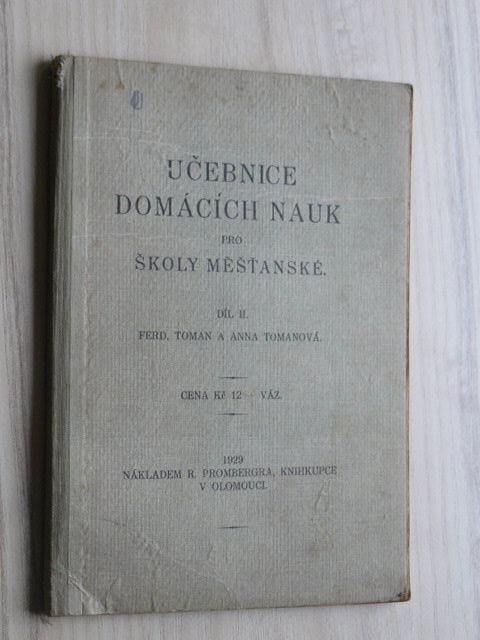 UČEBNICE
DOMÁCÍCH NAUK
PRO
ŠKOLY MĚŠŤANSKÉ.
DÍL II.
FERD. TOMAN A ANNA TOMANOVÁ.
CENA Kč 12·– VÁZ.
1929
NÁKLADEM R. PROMBERGRA, KNIHKUPCE
V OLOMOUCI.